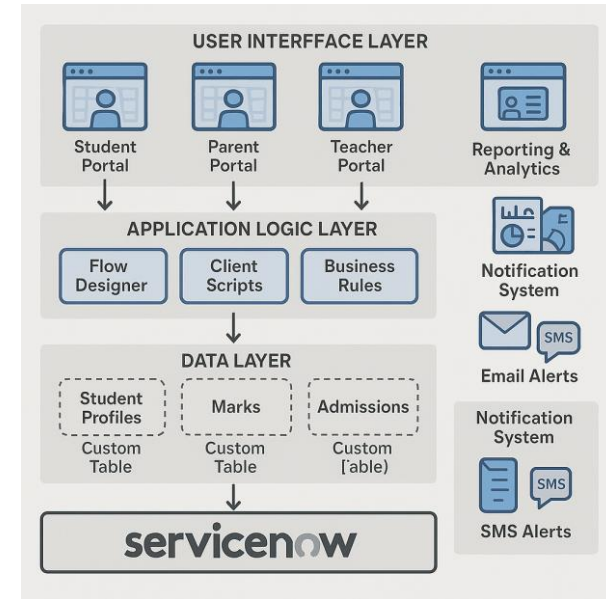 USER INTERFFACE LAYER
Student
Portal
Parent
Portal
Teacher
Portal
Reporting &
Analytics
APPLICATION LOGIC LAYER
Flow
Designer
Client
Scripts
Business
Rules
Notification
System
SMS
Email Alerts
DATA LAYER
Student
Profiles
Marks
Admissions
Custom
Table
Custom
Table
Custom
[able)
Notification
System
SMS
SMS Alerts
servicenow